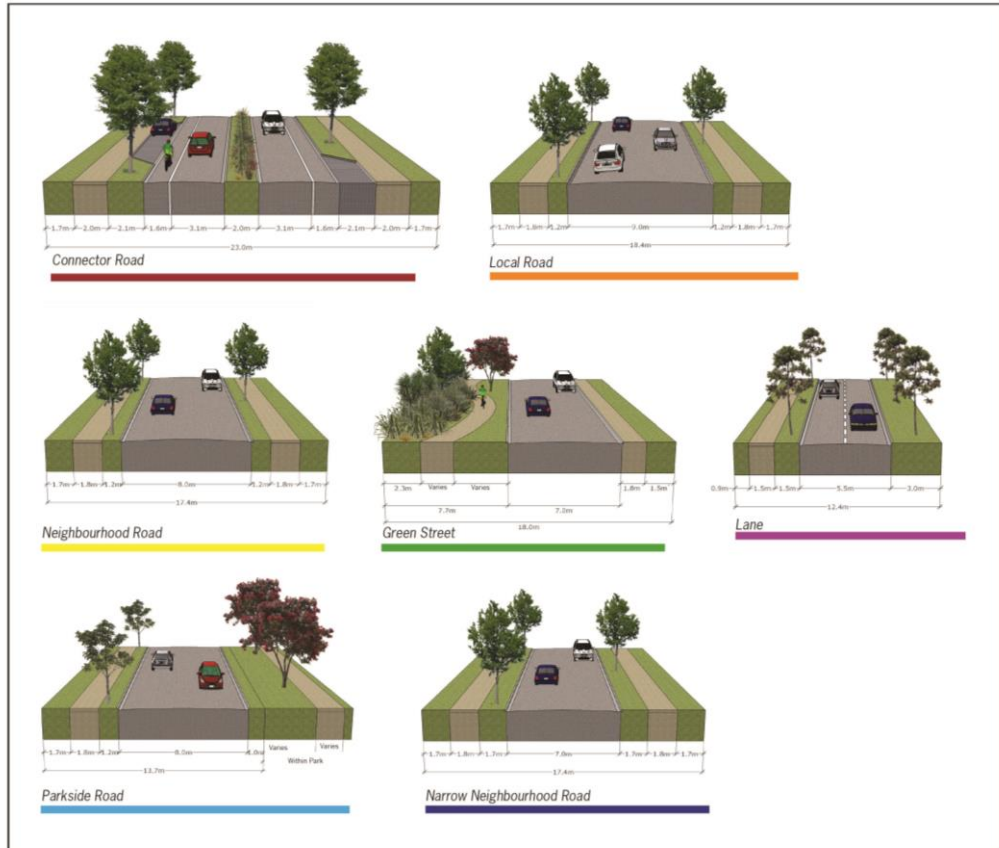 1.7m 2.0m 2.1m 1.6m 3.1m 2.0m 3.1m 1.6m 2.1m 2.0m 1.7m
23.0m
Connector Road
1.7m 1.8m 1.2m 9.0m 1.2m 1.8m 1.7m
18.4m
Local Road
1.7m 1.8m 1.2m 8.0m 1.2m 1.8m 1.7m
17.4m
Neighbourhood Road
2.3m Varies Varies 1.8m 1.5m
7.7m 7.0m
18.0m
Green Street
0.9m 1.5m 1.5m 5.5m 3.0m
12.4m
Lane
1.7m 1.8m 1.2m 8.0m 1.0m Varies Varies
Within Park
13.7m
Parkside Road
1.7m 1.8m 1.7m 7.0m 1.7m 1.8m 1.7m
17.4m
Narrow Neighbourhood Road